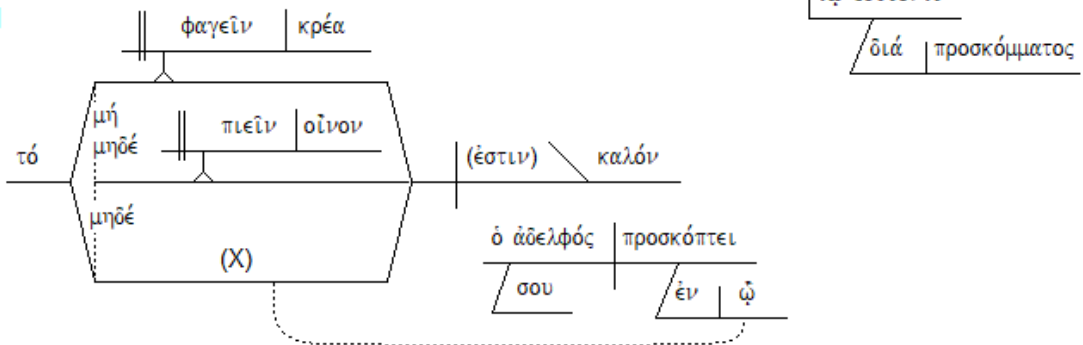 φαγεῖν κρέα
διά προσκόμματος
μή
πιεῖν οἶνον
τό
μηδέ
(ἐστιν) καλόν
μηδέ
ὁ ἀδελφός προσκόπτει
(X)
σου ἐν ᾧ